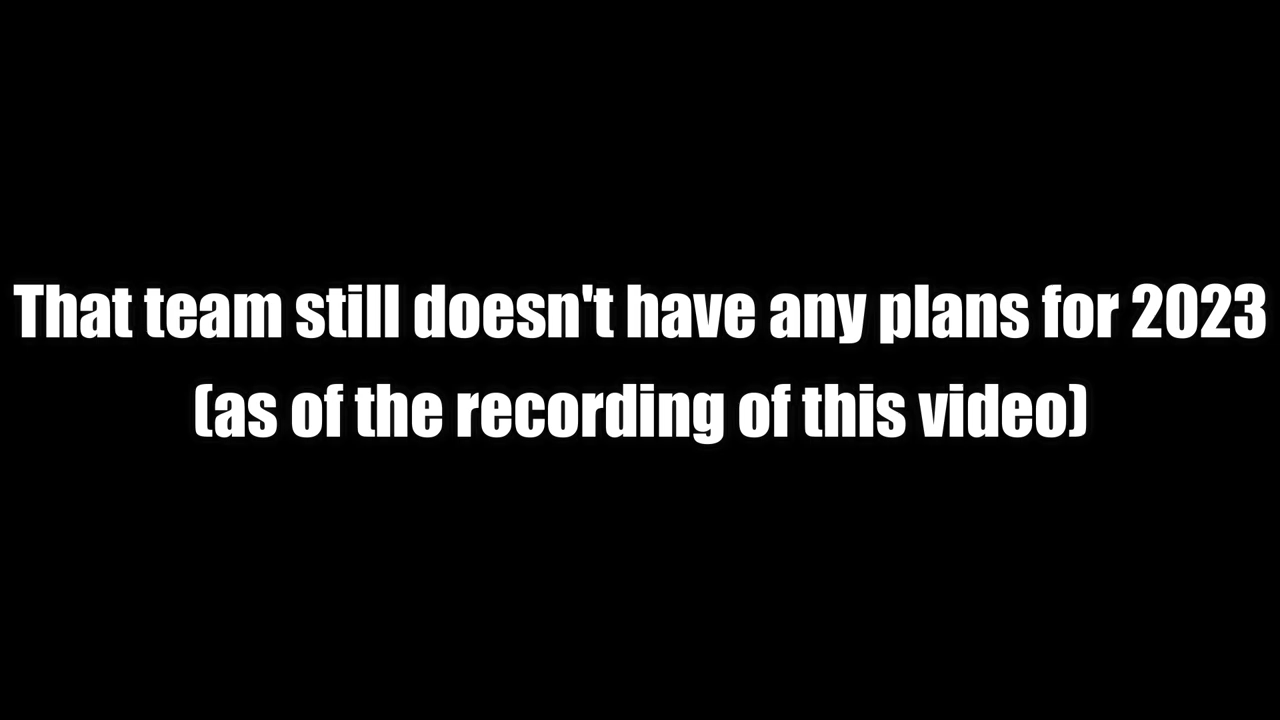 That team still doesn't have any plans for 2023
(as of the recording of this video)